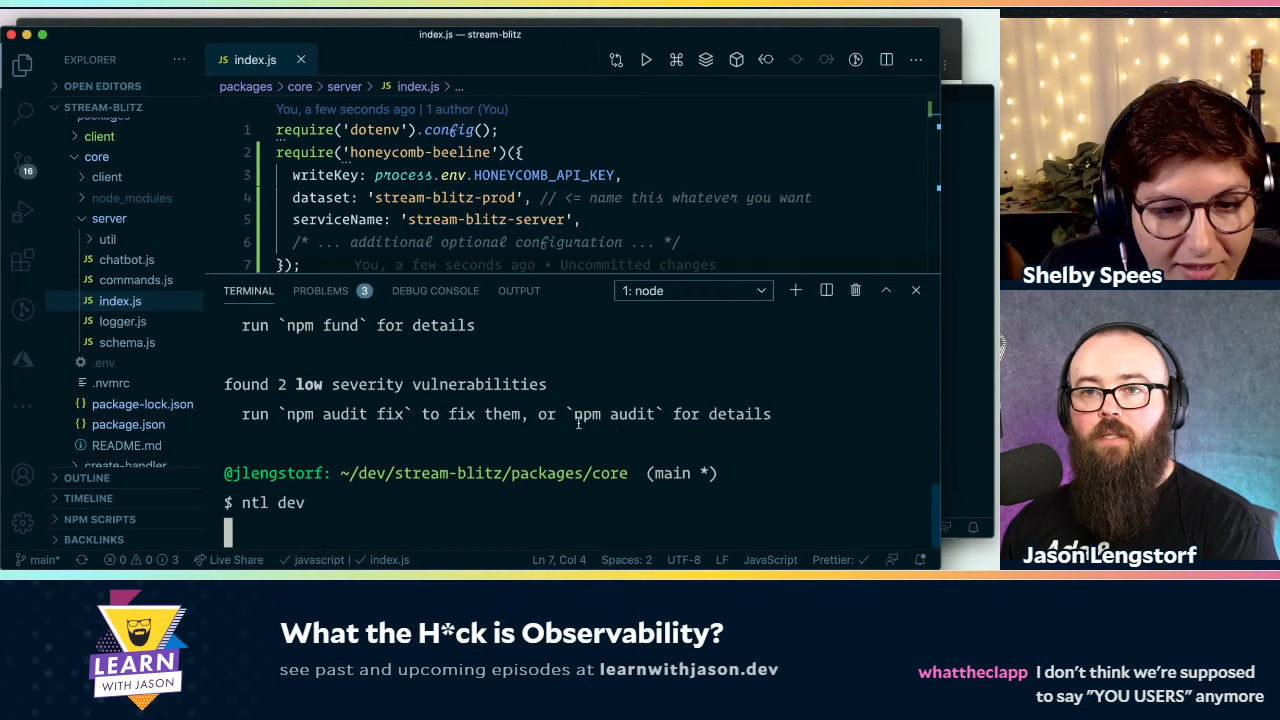 index.js — stream-blitz
EXPLORER
index.js
OPEN EDITORS
STREAM-BLITZ
packages
client
core
client
node_modules
server
util
chatbot.js
commands.js
index.js
logger.js
schema.js
.env
.nvmrc
package-lock.json
package.json
README.md
create-handler
OUTLINE
TIMELINE
NPM SCRIPTS
BACKLINKS
16
packages > core > server > index.js > ...
You, a few seconds ago | 1 author (You)
1 require('dotenv').config();
2 require('honeycomb-beeline')({
3 writeKey: process.env.HONEYCOMB_API_KEY,
4 dataset: 'stream-blitz-prod', // <= name this whatever you want
5 serviceName: 'stream-blitz-server',
6 /* ... additional optional configuration ... */
7 }); You, a few seconds ago • Uncommitted changes
TERMINAL PROBLEMS 3 DEBUG CONSOLE OUTPUT 1: node
run `npm fund` for details
found 2 low severity vulnerabilities
run `npm audit fix` to fix them, or `npm audit` for details
@jlengstorf: ~/dev/stream-blitz/packages/core (main *)
$ ntl dev
main* 0 0 3 Live Share javascript | index.js Ln 7, Col 4 Spaces: 2 UTF-8 LF JavaScript Prettier:
Shelby Spees
Jason Lengstorf
LEARN
WITH JASON
What the H*ck is Observability?
see past and upcoming episodes at learnwithjason.dev
whattheclapp I don't think we're supposed
to say "YOU USERS" anymore